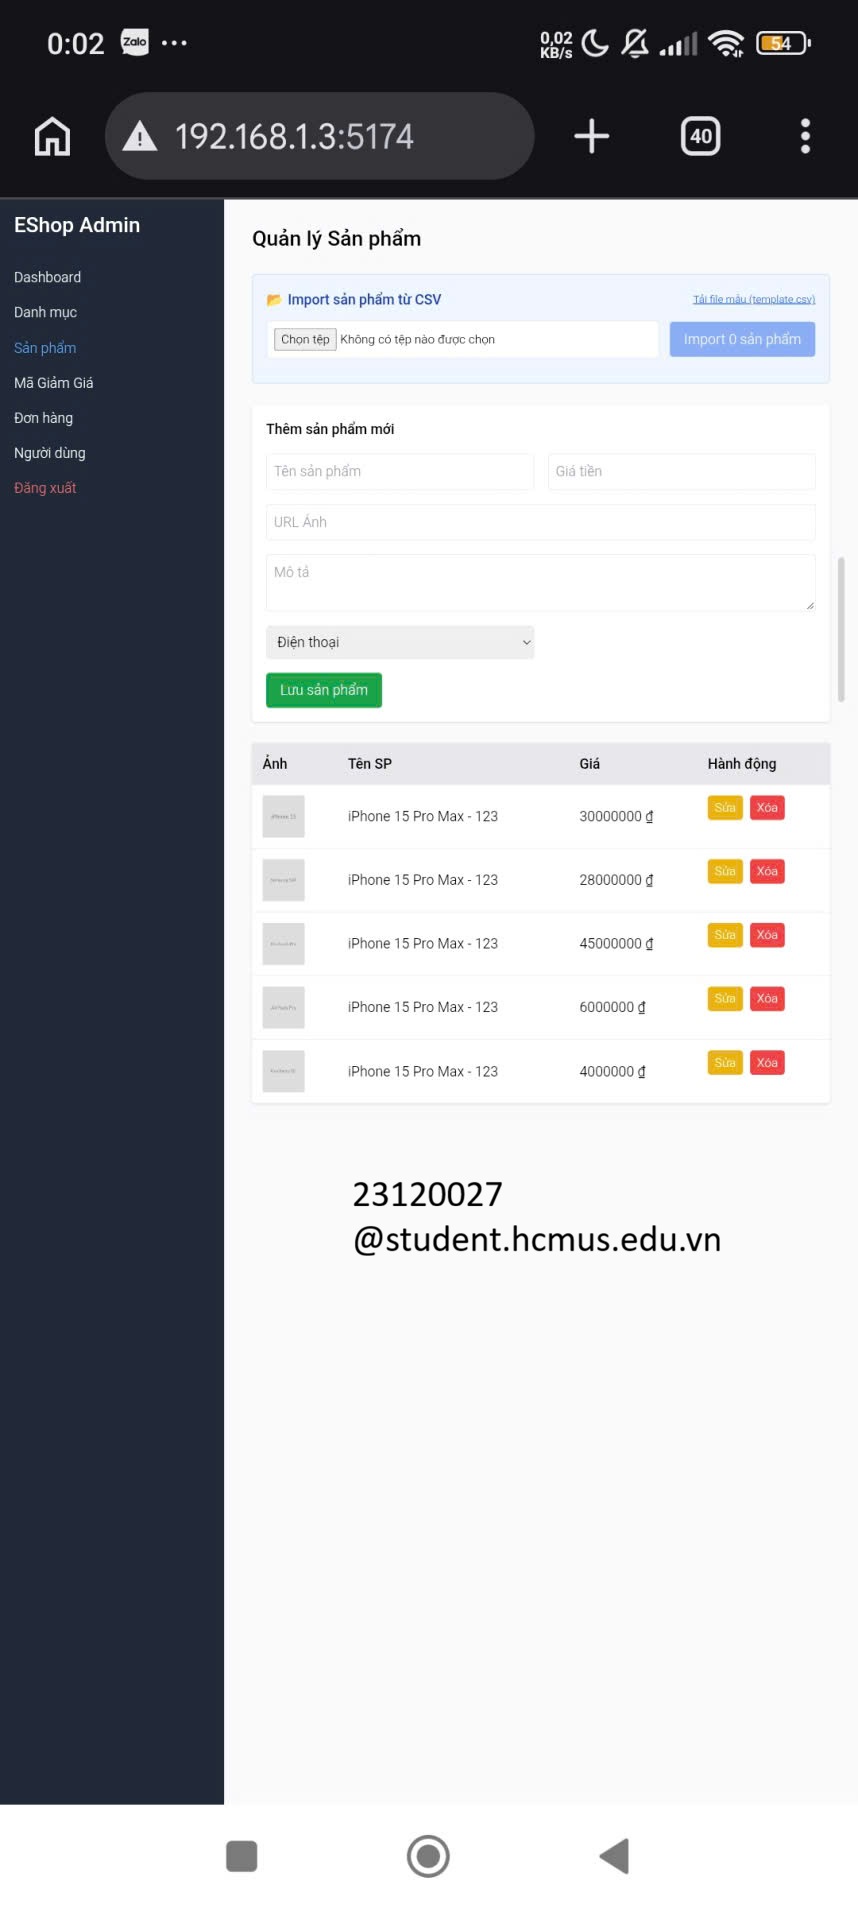 0:02 Zalo ...
0,02 KB/s
54
192.168.1.3:5174
40
EShop Admin
Dashboard
Danh mục
Sản phẩm
Mã Giảm Giá
Đơn hàng
Người dùng
Đăng xuất
Quản lý Sản phẩm
📂 Import sản phẩm từ CSV
Tải file mẫu (template.csv)
Chọn tệp Không có tệp nào được chọn
Import 0 sản phẩm
Thêm sản phẩm mới
Tên sản phẩm
Giá tiền
URL Ảnh
Mô tả
Điện thoại
Lưu sản phẩm
Ảnh Tên SP Giá Hành động
iPhone 15 Pro Max - 123 30000000 ₫ Sửa Xóa
iPhone 15 Pro Max - 123 28000000 ₫ Sửa Xóa
iPhone 15 Pro Max - 123 45000000 ₫ Sửa Xóa
iPhone 15 Pro Max - 123 6000000 ₫ Sửa Xóa
iPhone 15 Pro Max - 123 4000000 ₫ Sửa Xóa
23120027
@student.hcmus.edu.vn